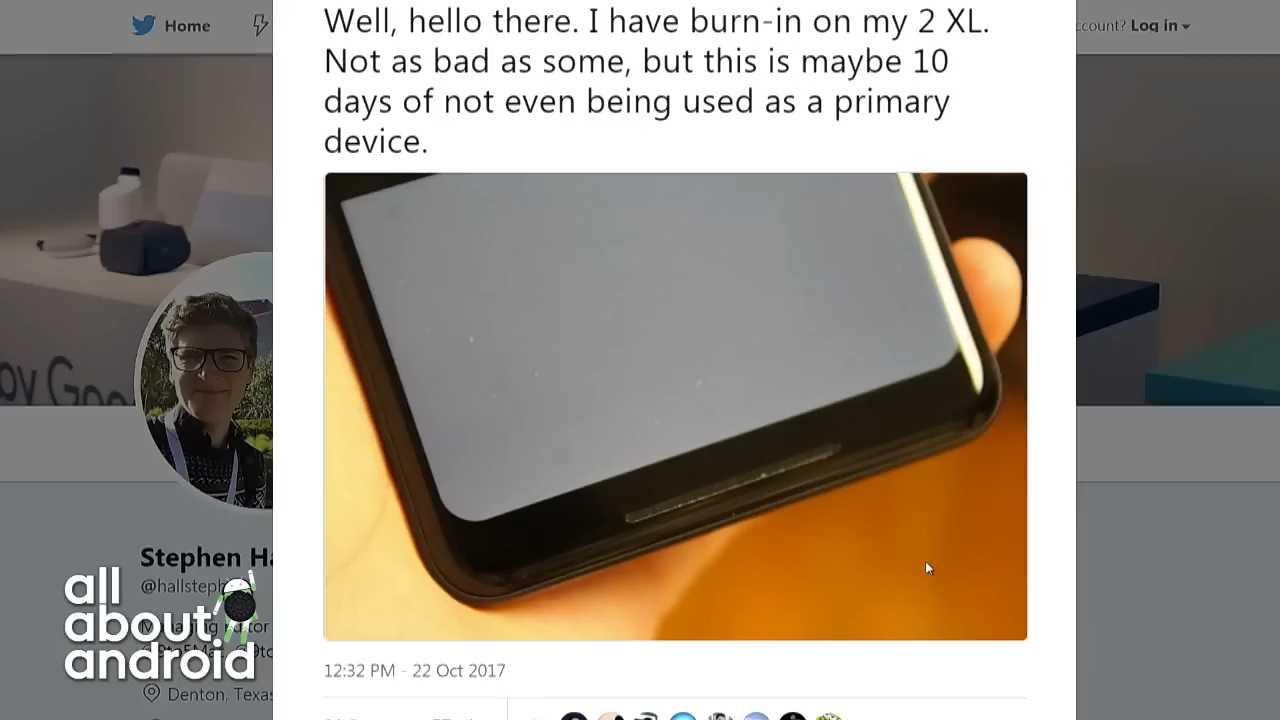 Home
count? Log in
Well, hello there. I have burn-in on my 2 XL.
Not as bad as some, but this is maybe 10
days of not even being used as a primary
device.
Stephen Ha
@hallsteph
Denton, Texas
12:32 PM - 22 Oct 2017
all
about
android